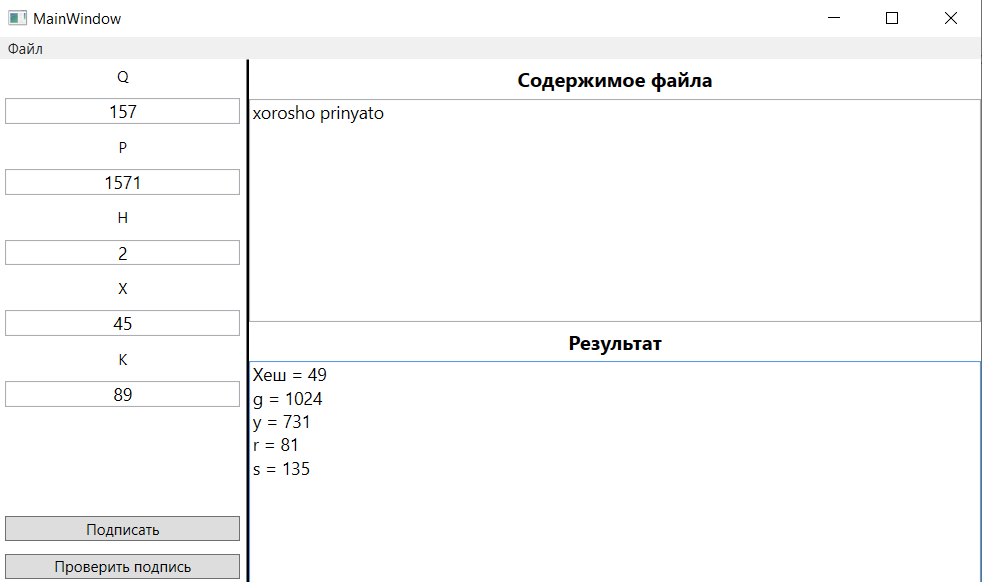 MainWindow
Файл
Q
157
P
1571
H
2
X
45
K
89
Подписать
Проверить подпись
Содержимое файла
xorosho prinyato
Результат
Хеш = 49
g = 1024
y = 731
r = 81
s = 135